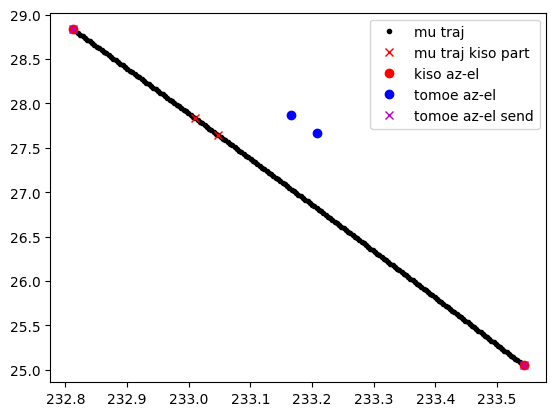 29.0
28.5
28.0
27.5
27.0
26.5
26.0
25.5
25.0
232.8 232.9 233.0 233.1 233.2 233.3 233.4 233.5
mu traj
mu traj kiso part
kiso az-el
tomoe az-el
tomoe az-el send